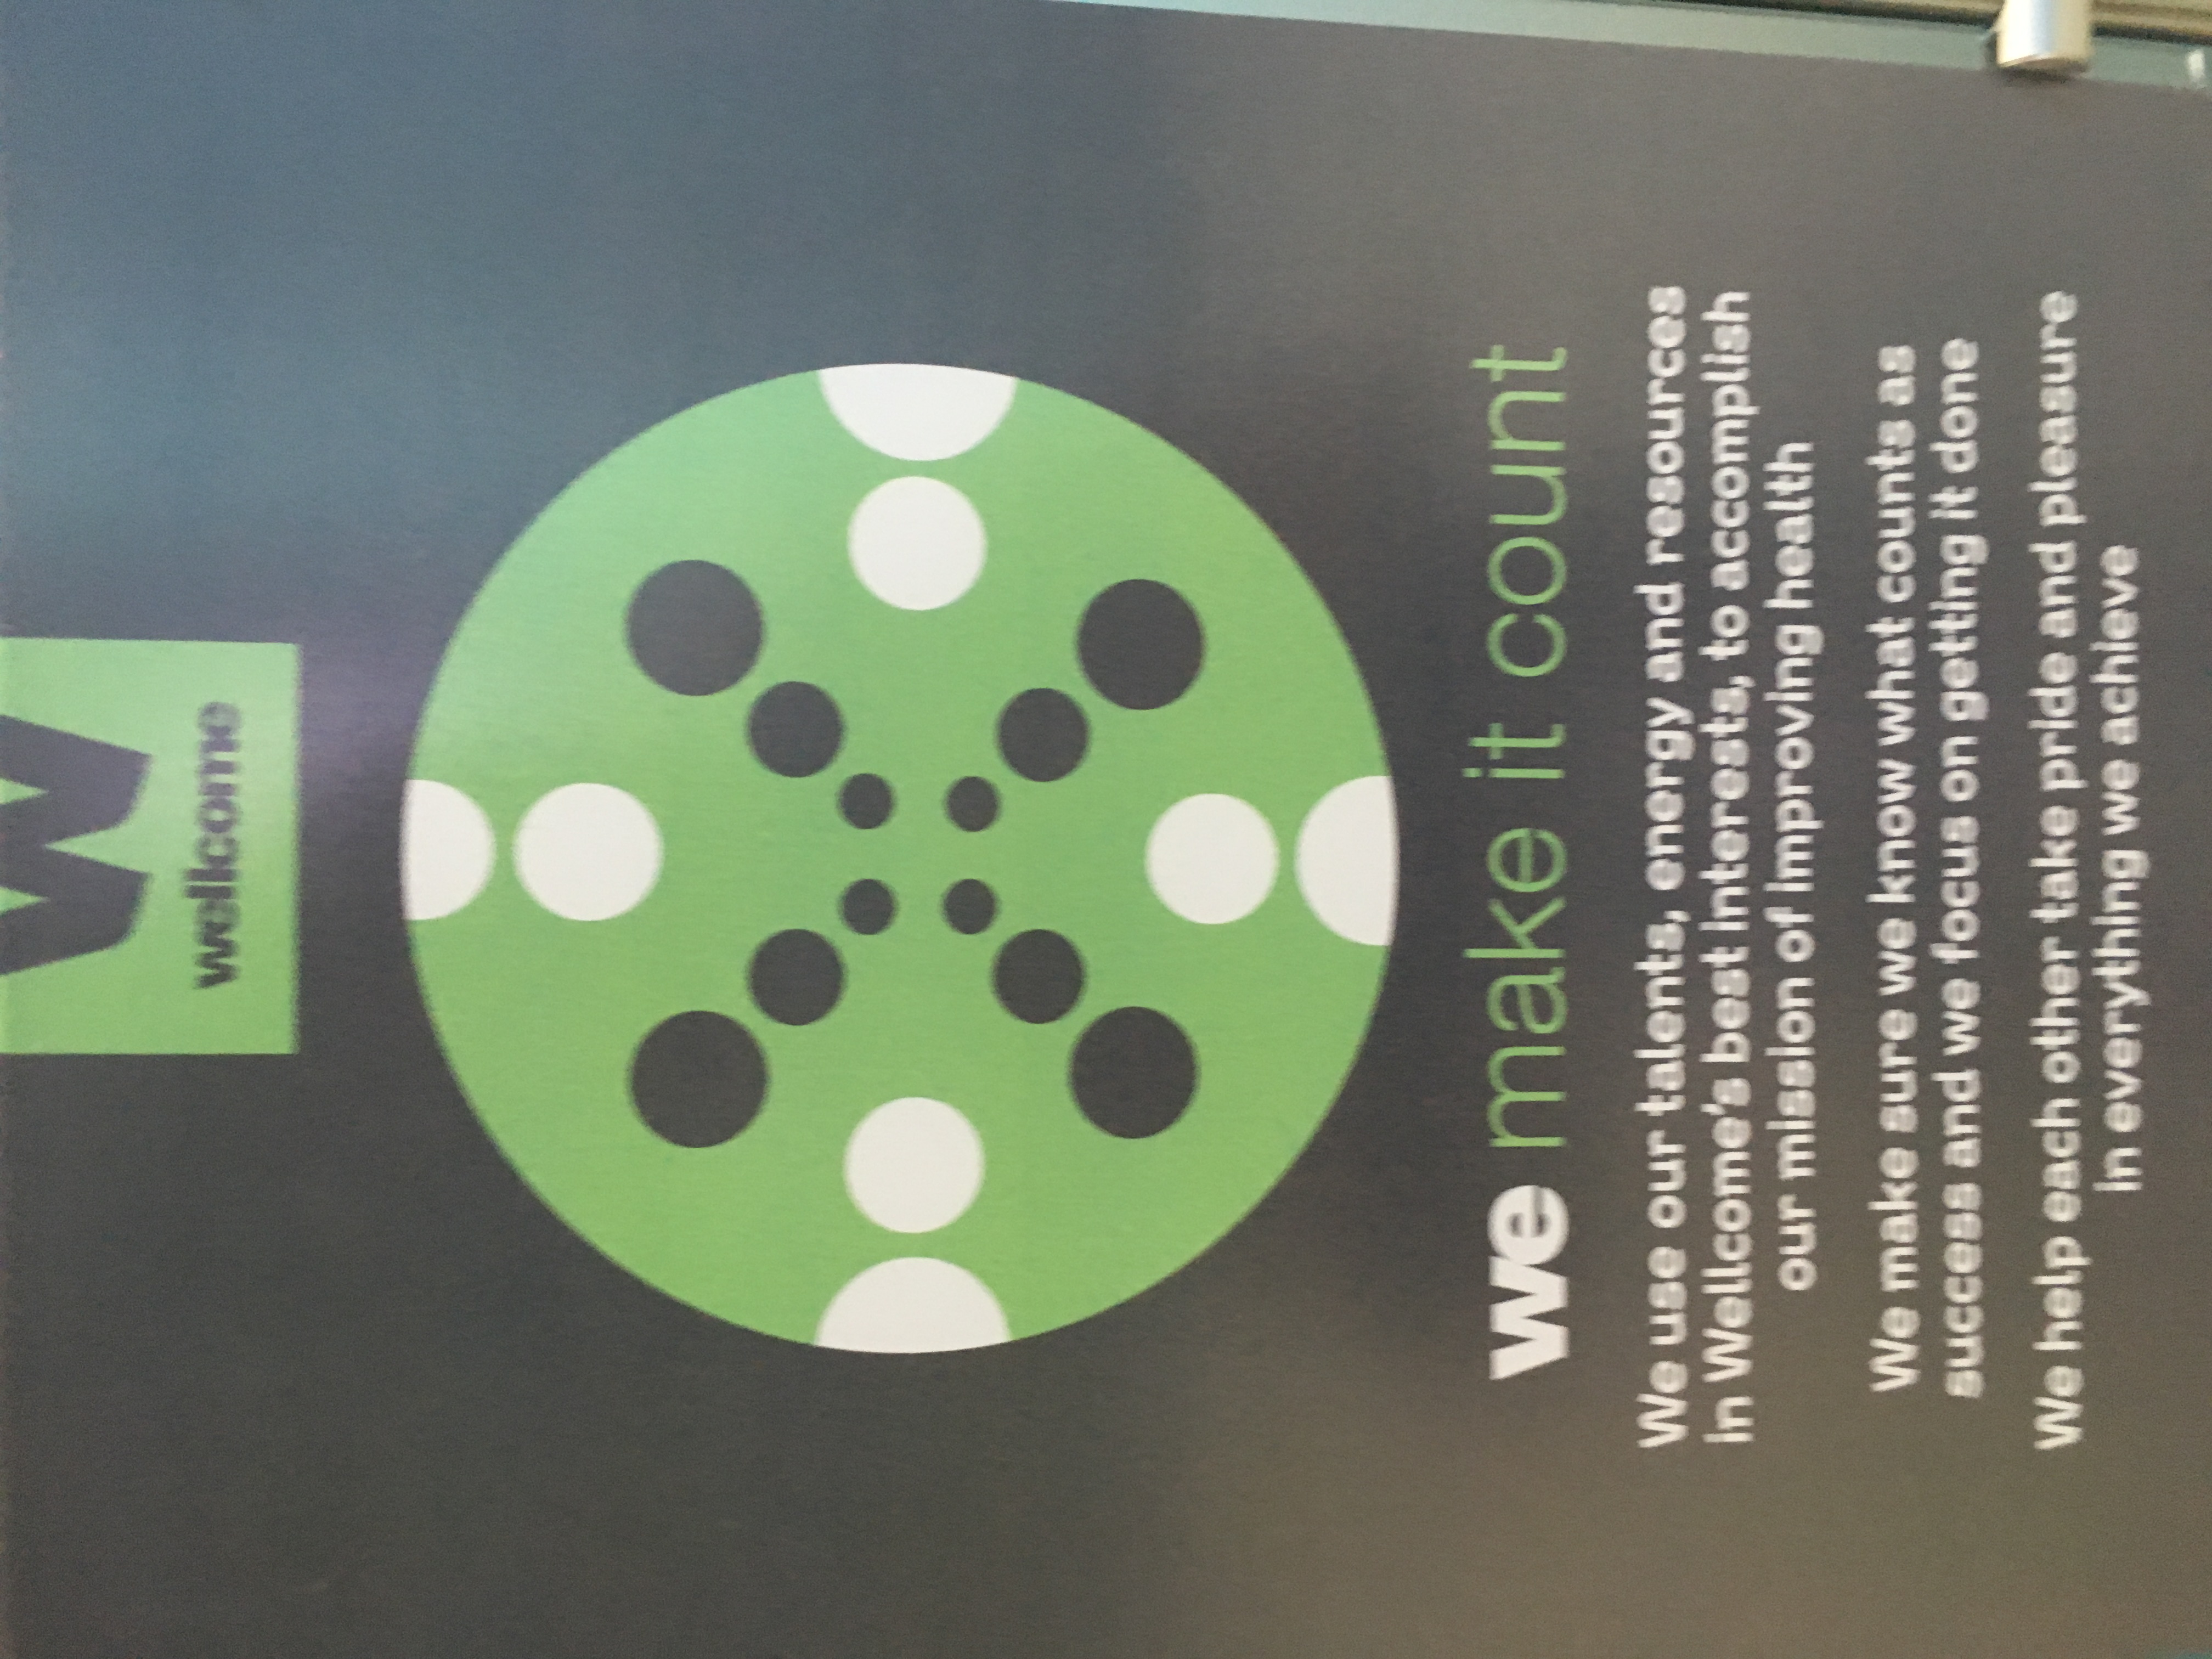 W
wellcome
we make it count
We use our talents, energy and resources
in Wellcome's best interests, to accomplish
our mission of improving health
We make sure we know what counts as
success and we focus on getting it done
We help each other take pride and pleasure
in everything we achieve